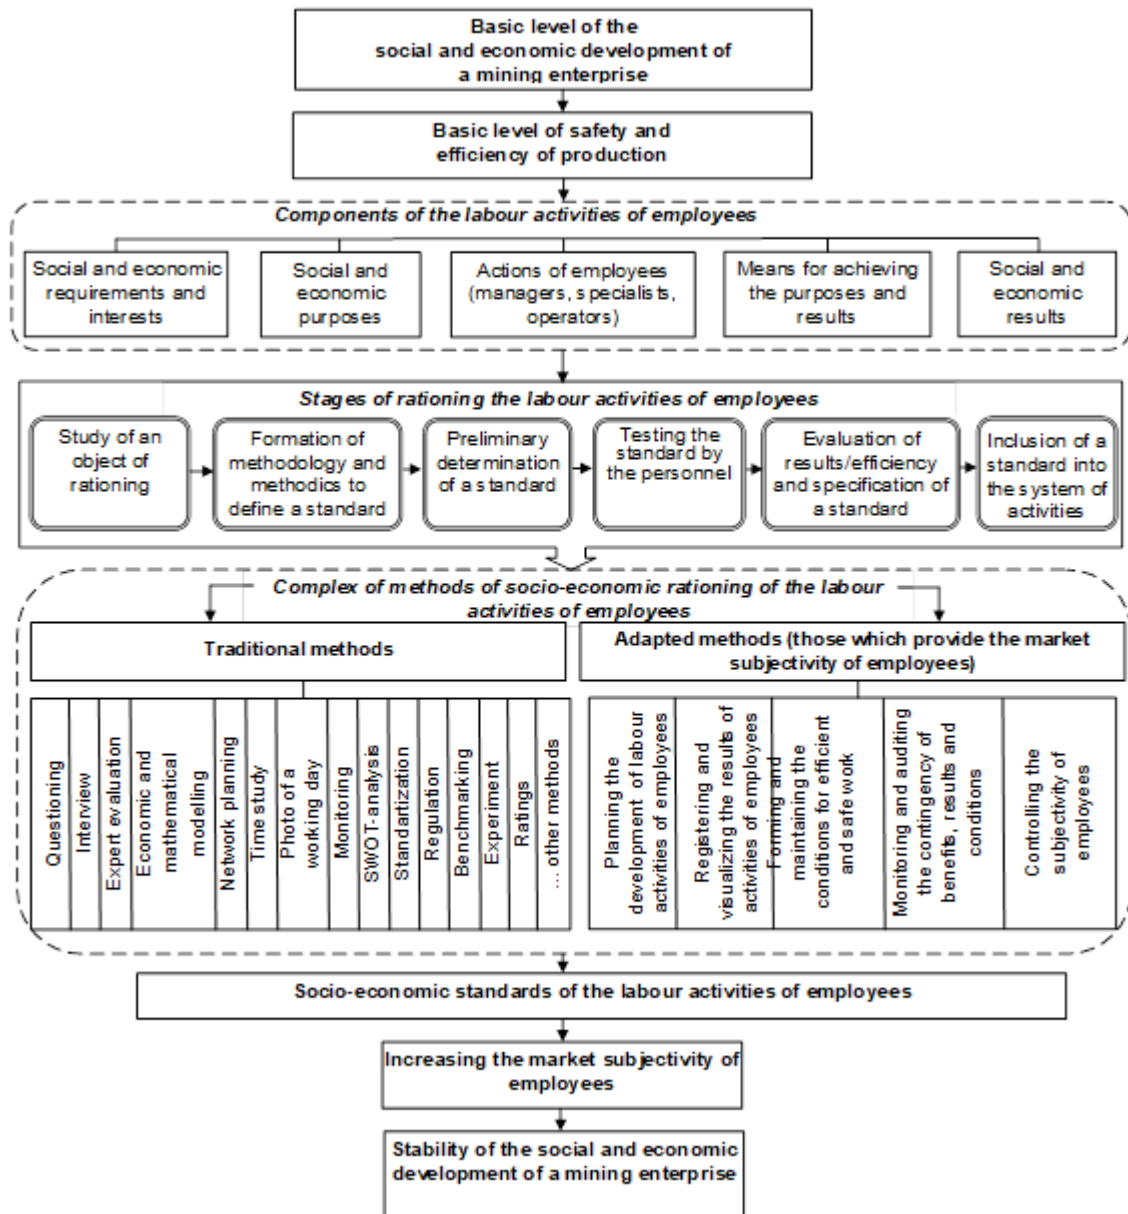 Basic level of the
social and economic development of
a mining enterprise
Basic level of safety and
efficiency of production
Components of the labour activities of employees
Social and economic
requirements and
interests
Social and
economic
purposes
Actions of employees
(managers, specialists,
operators)
Means for achieving
the purposes and
results
Social and
economic
results
Stages of rationing the labour activities of employees
Study of an
object of
rationing
Formation of
methodology and
methodics to
define a standard
Preliminary
determination
of a standard
Testing the
standard by
the personnel
Evaluation of
results/efficiency
and specification of
a standard
Inclusion of a
standard into
the system of
activities
Complex of methods of socio-economic rationing of the labour
activities of employees
Traditional methods
Adapted methods (those which provide the market
subjectivity of employees)
Questioning
Interview
Expert evaluation
Economic and
mathematical
modelling
Network planning
Time study
Photo of a
working day
Monitoring
SWOT-analysis
Standartization
Regulation
Benchmarking
Experiment
Ratings
... other methods
Planning the
development of labour
activities of employees
Registering and
visualizing the results of
activities of employees
Forming and
maintaining the
conditions for efficient
and safe work
Monitoring and auditing
the contingency of
benefits, results and
conditions
Controlling the
subjectivity of
employees
Socio-economic standards of the labour activities of employees
Increasing the market subjectivity of
employees
Stability of the social and economic
development of a mining enterprise